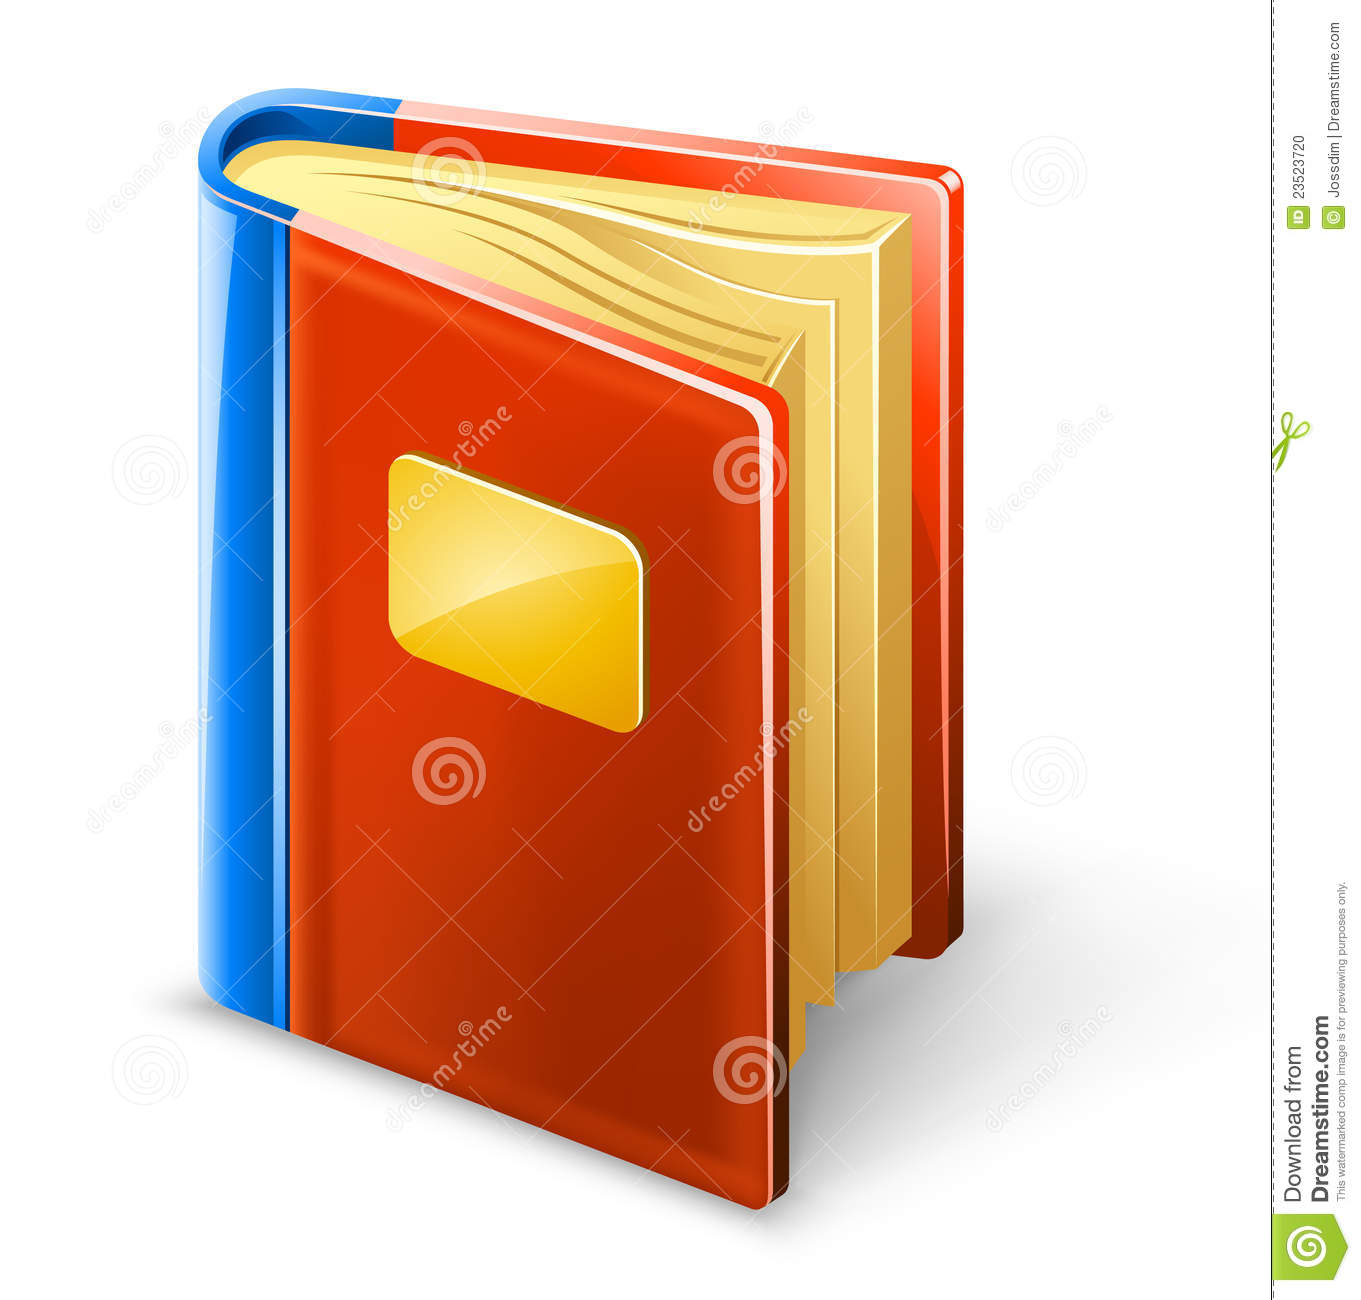 dreamstime
dreamstime
dreamstime
dreamstime
dreamstime
dreamstime
dreamstime
dreamstime
ID 23523720
© Jossdim | Dreamstime.com
Download from
Dreamstime.com
This watermarked comp image is for previewing purposes only.